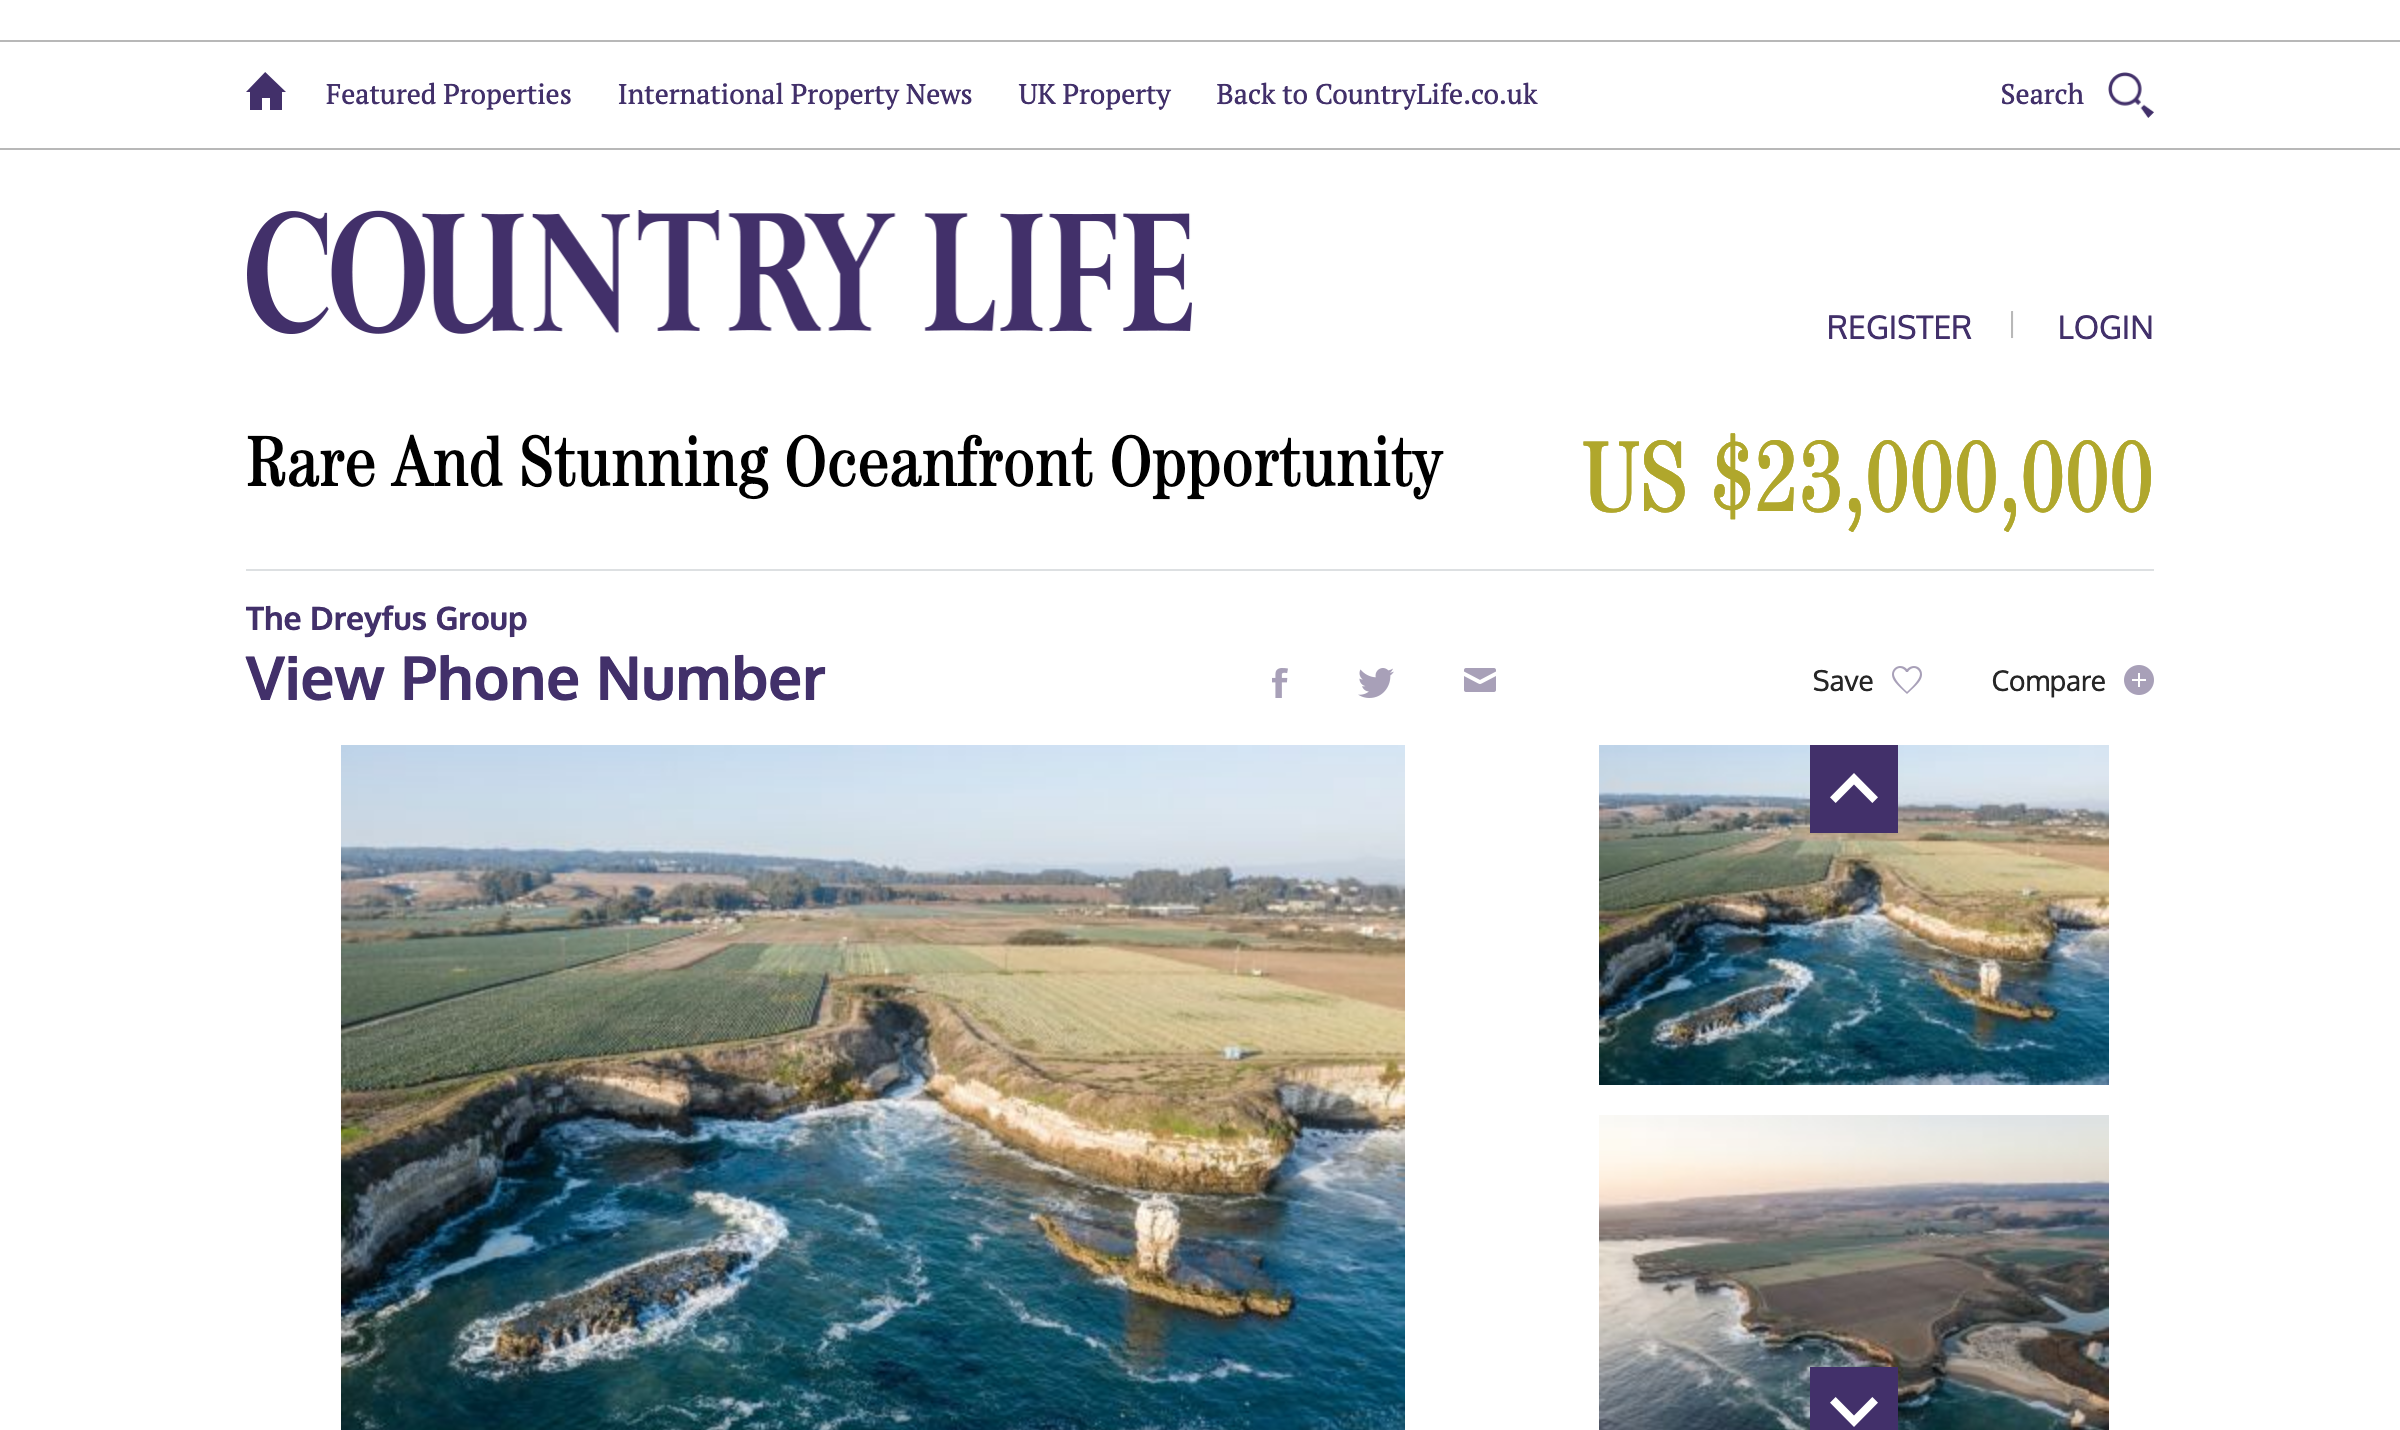 Featured Properties International Property News UK Property Back to CountryLife.co.uk Search
COUNTRY LIFE
REGISTER LOGIN
Rare And Stunning Oceanfront Opportunity US $23,000,000
The Dreyfus Group
View Phone Number
Save Compare